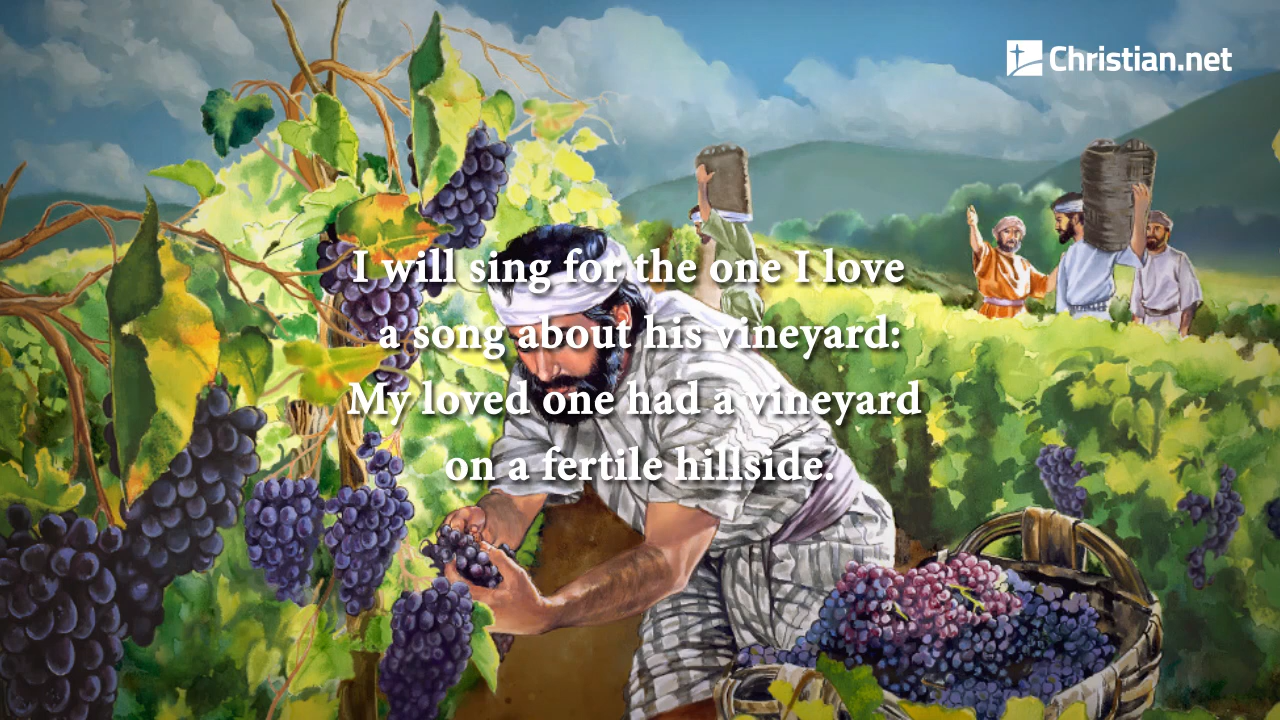 Christian.net
I will sing for the one I love
a song about his vineyard:
My loved one had a vineyard
on a fertile hillside.